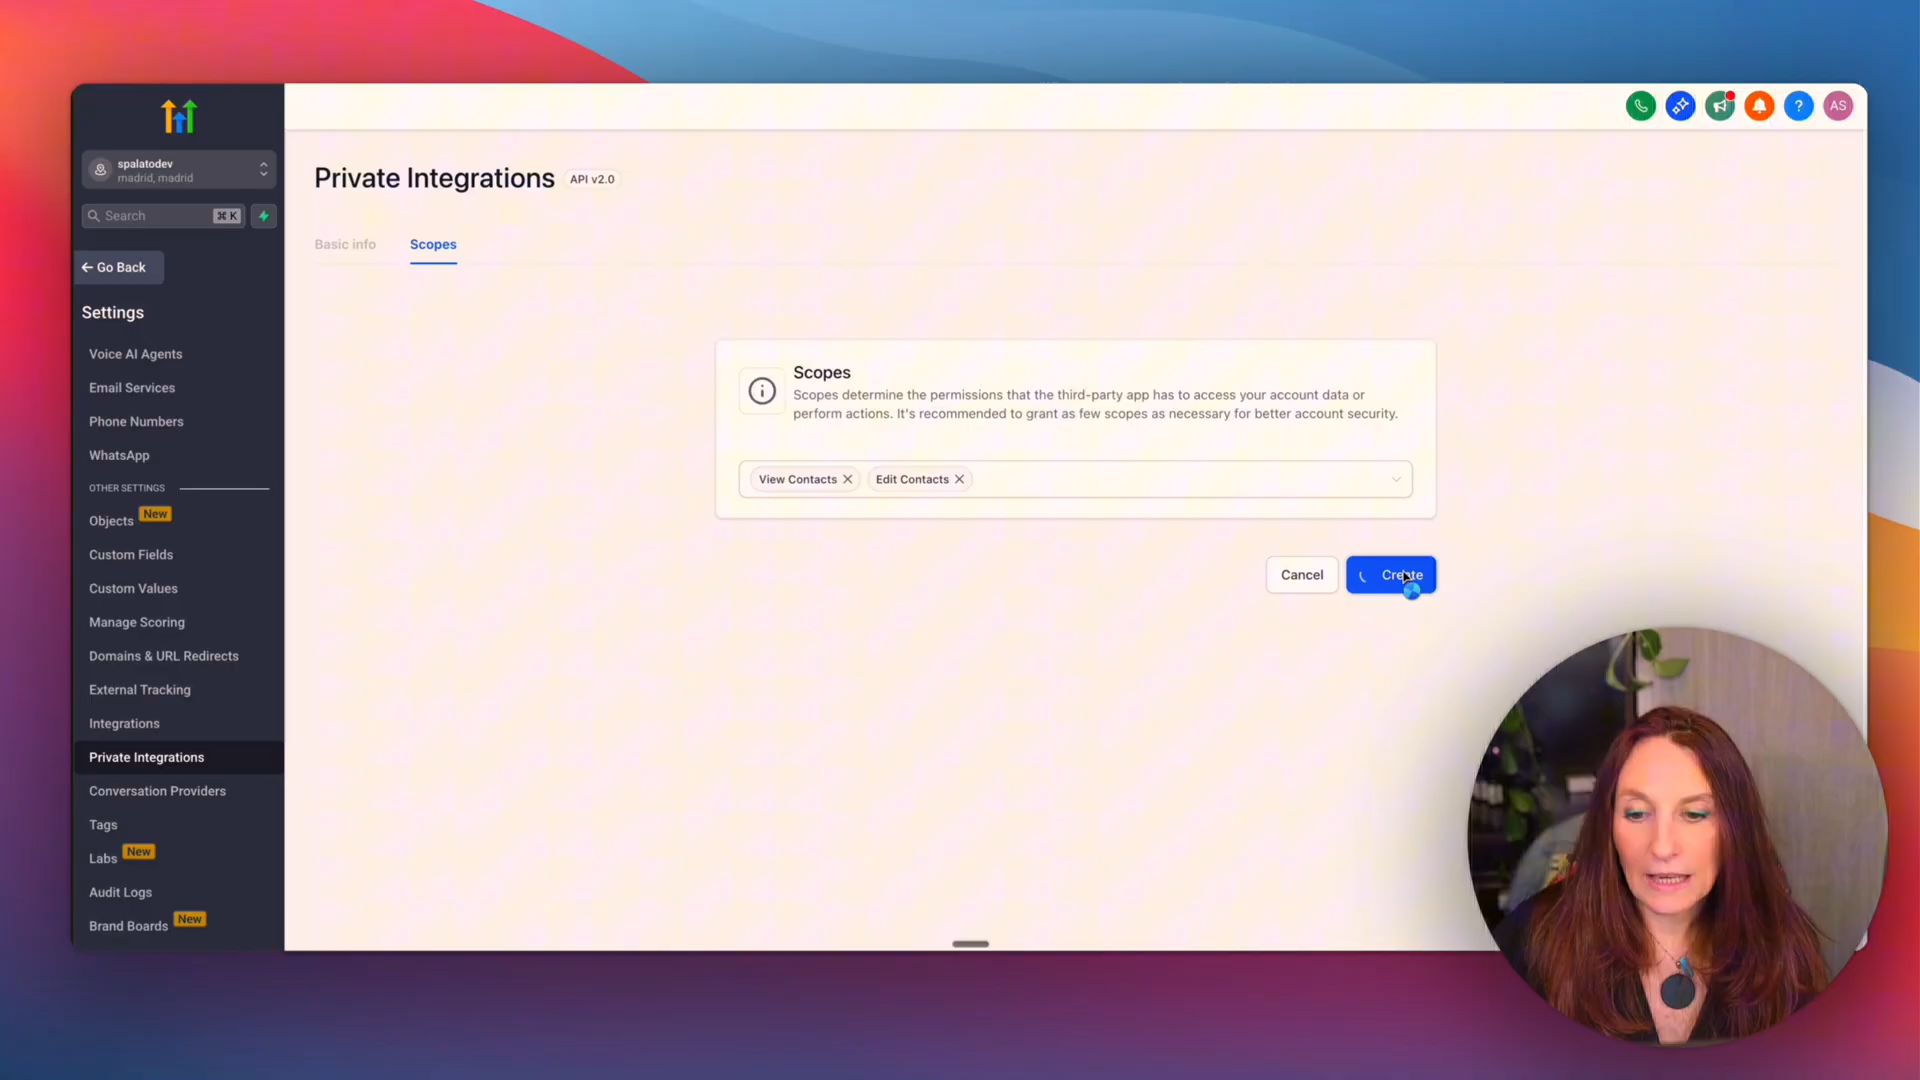 spalatodev
madrid, madrid
Search
⌘ K
← Go Back
Settings
Voice AI Agents
Email Services
Phone Numbers
WhatsApp
OTHER SETTINGS
Objects New
Custom Fields
Custom Values
Manage Scoring
Domains & URL Redirects
External Tracking
Integrations
Private Integrations
Conversation Providers
Tags
Labs New
Audit Logs
Brand Boards New
?
AS
Private Integrations API v2.0
Basic info
Scopes
Scopes
Scopes determine the permissions that the third-party app has to access your account data or
perform actions. It's recommended to grant as few scopes as necessary for better account security.
View Contacts
Edit Contacts
Cancel
Create